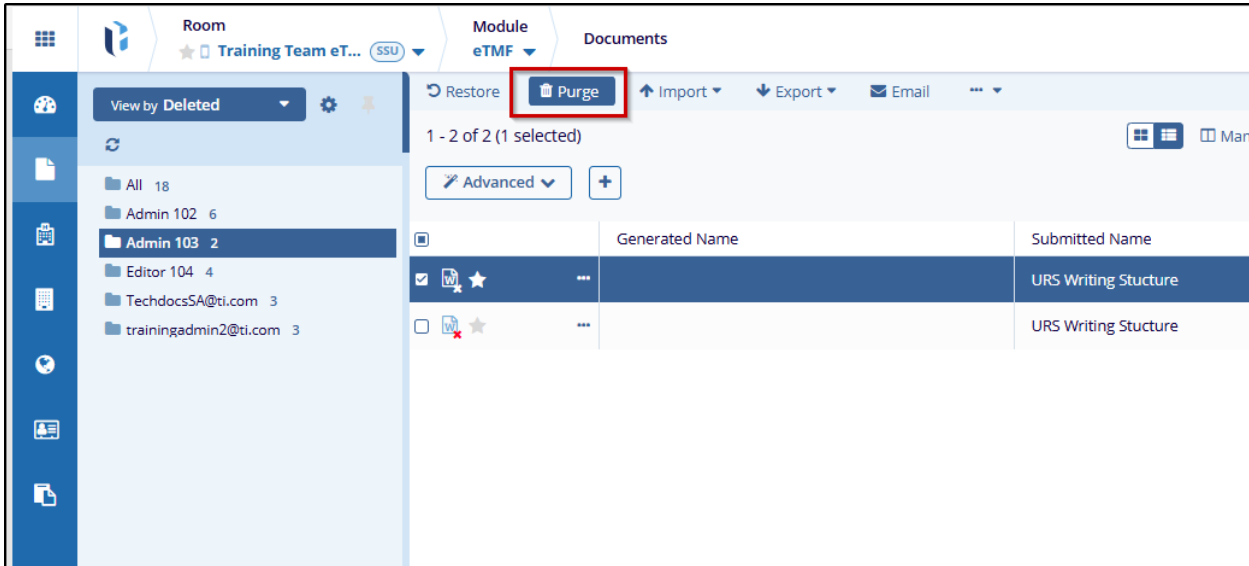 Room
Training Team eT... SSU
Module
eTMF
Documents
View by Deleted
Restore
Purge
Import
Export
Email
1 - 2 of 2 (1 selected)
Man
Advanced
+
All 18
Admin 102 6
Admin 103 2
Editor 104 4
TechdocsSA@ti.com 3
trainingadmin2@ti.com 3
Generated Name
Submitted Name
URS Writing Stucture
URS Writing Stucture